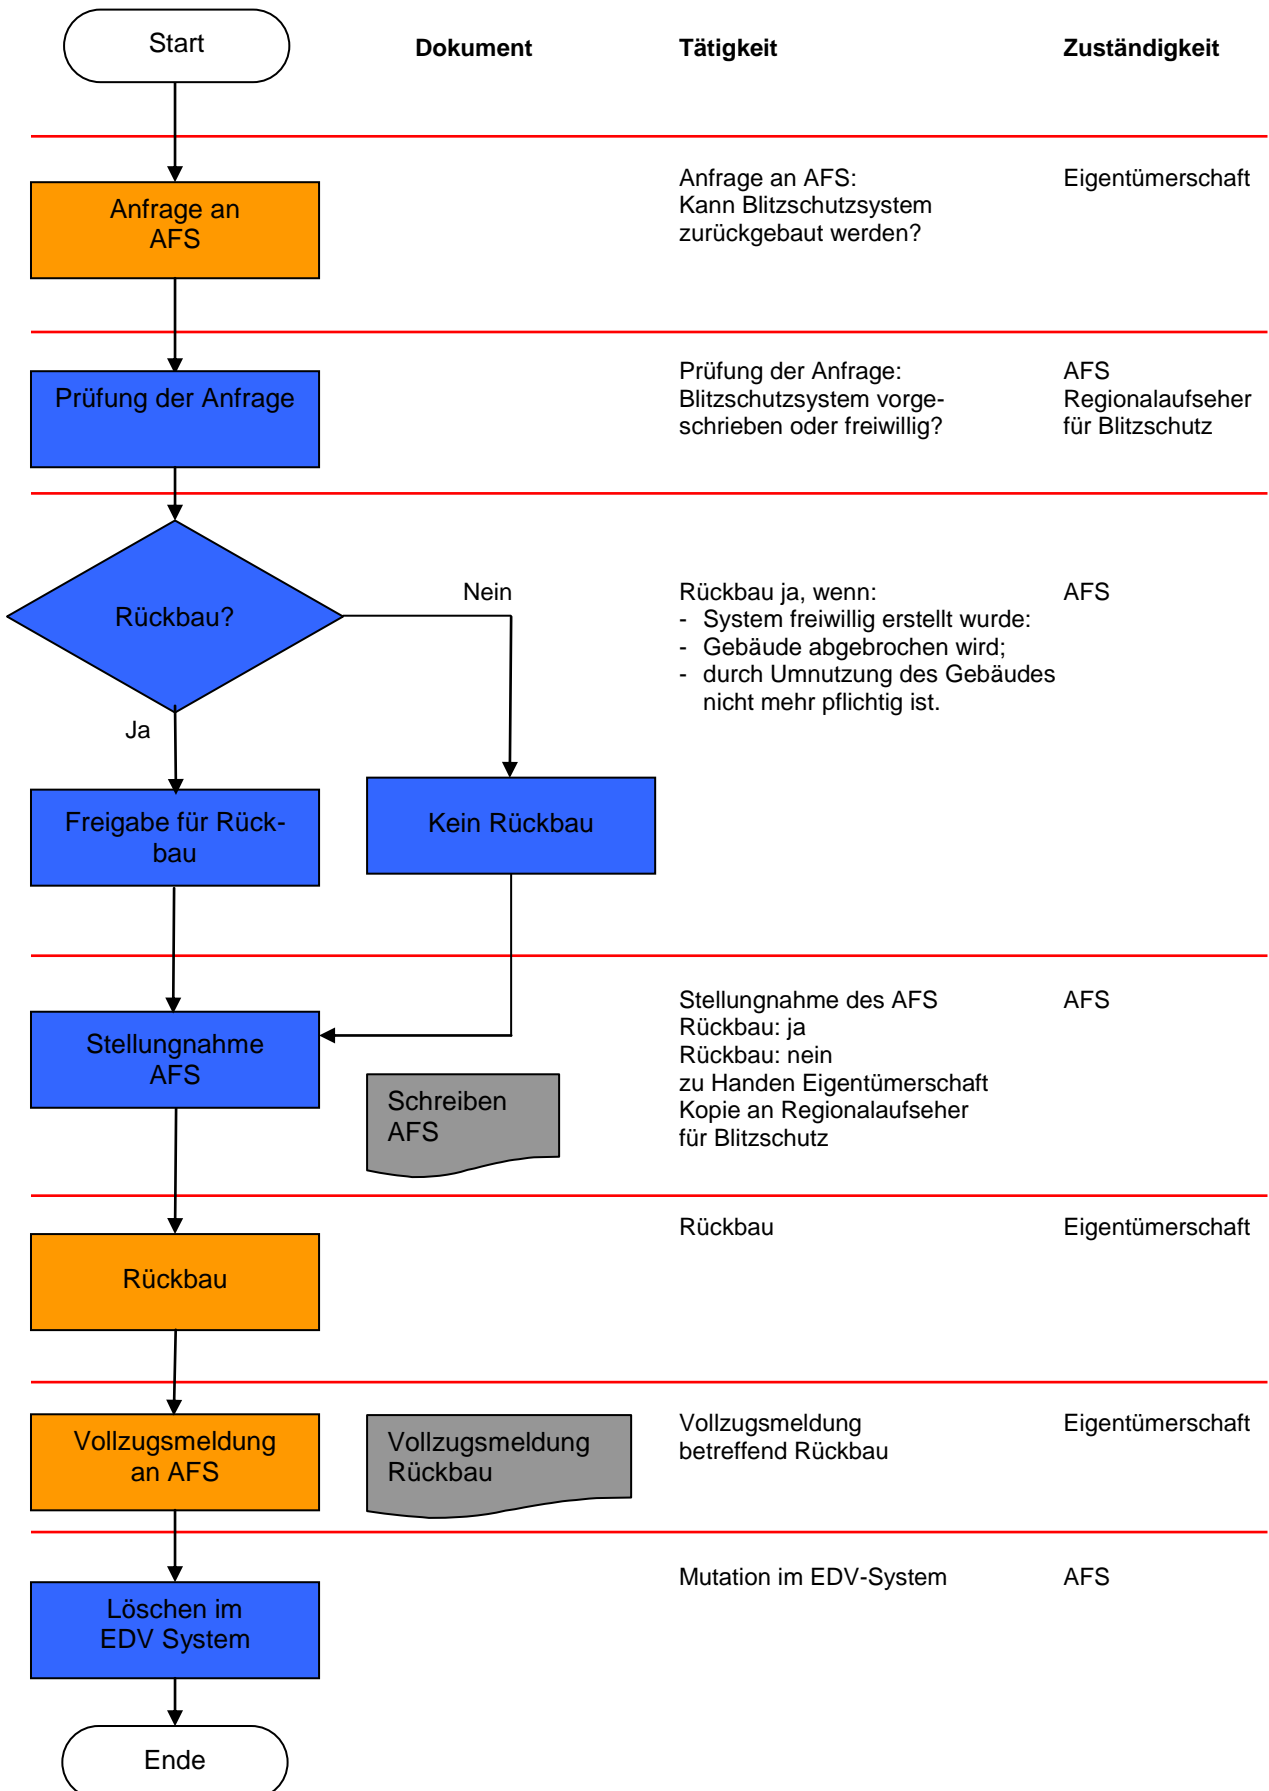 Start
Dokument
Tätigkeit
Zuständigkeit
Anfrage an
AFS
Anfrage an AFS:
Kann Blitzschutzsystem
zurückgebaut werden?
Eigentümerschaft
Prüfung der Anfrage
Prüfung der Anfrage:
Blitzschutzsystem vorge-
schrieben oder freiwillig?
AFS
Regionalaufseher
für Blitzschutz
Rückbau?
Nein
Ja
Rückbau ja, wenn:
- System freiwillig erstellt wurde:
- Gebäude abgebrochen wird;
- durch Umnutzung des Gebäudes
nicht mehr pflichtig ist.
AFS
Freigabe für Rück-
bau
Kein Rückbau
Stellungnahme
AFS
Schreiben
AFS
Stellungnahme des AFS
Rückbau: ja
Rückbau: nein
zu Handen Eigentümerschaft
Kopie an Regionalaufseher
für Blitzschutz
AFS
Rückbau
Rückbau
Eigentümerschaft
Vollzugsmeldung
an AFS
Vollzugsmeldung
Rückbau
Vollzugsmeldung
betreffend Rückbau
Eigentümerschaft
Löschen im
EDV System
Mutation im EDV-System
AFS
Ende